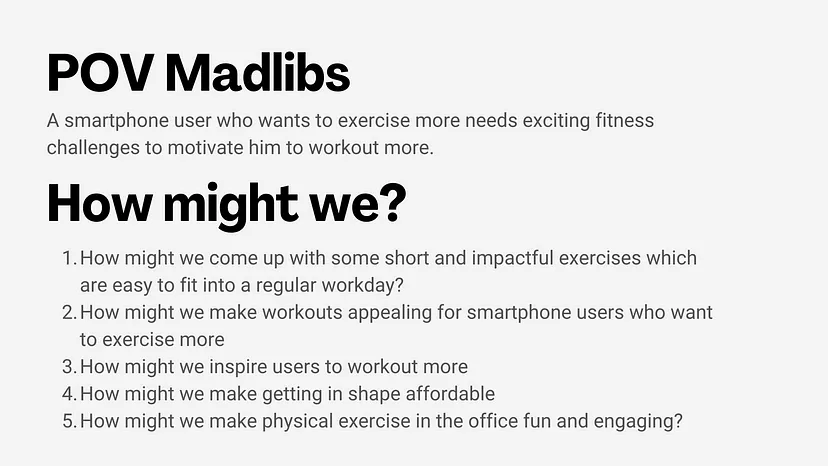 POV Madlibs
A smartphone user who wants to exercise more needs exciting fitness
challenges to motivate him to workout more.
How might we?
1. How might we come up with some short and impactful exercises which
are easy to fit into a regular workday?
2. How might we make workouts appealing for smartphone users who want
to exercise more
3. How might we inspire users to workout more
4. How might we make getting in shape affordable
5. How might we make physical exercise in the office fun and engaging?